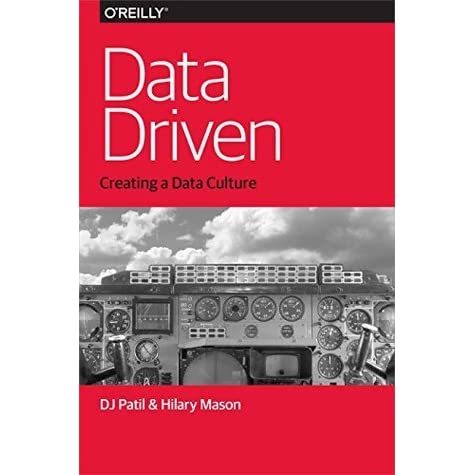 O'REILLY®
Data
Driven
Creating a Data Culture
DJ Patil & Hilary Mason